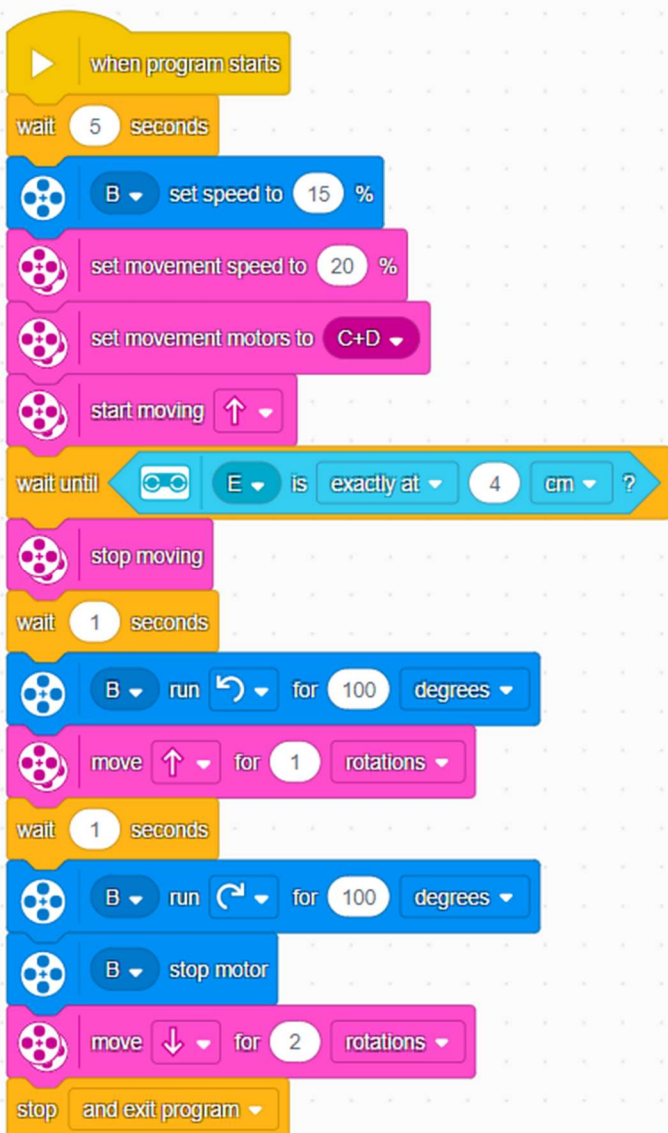 when program starts
wait 5 seconds
B set speed to 15 %
set movement speed to 20 %
set movement motors to C+D
start moving
wait until E is exactly at 4 cm ?
stop moving
wait 1 seconds
B run for 100 degrees
move for 1 rotations
wait 1 seconds
B run for 100 degrees
B stop motor
move for 2 rotations
stop and exit program